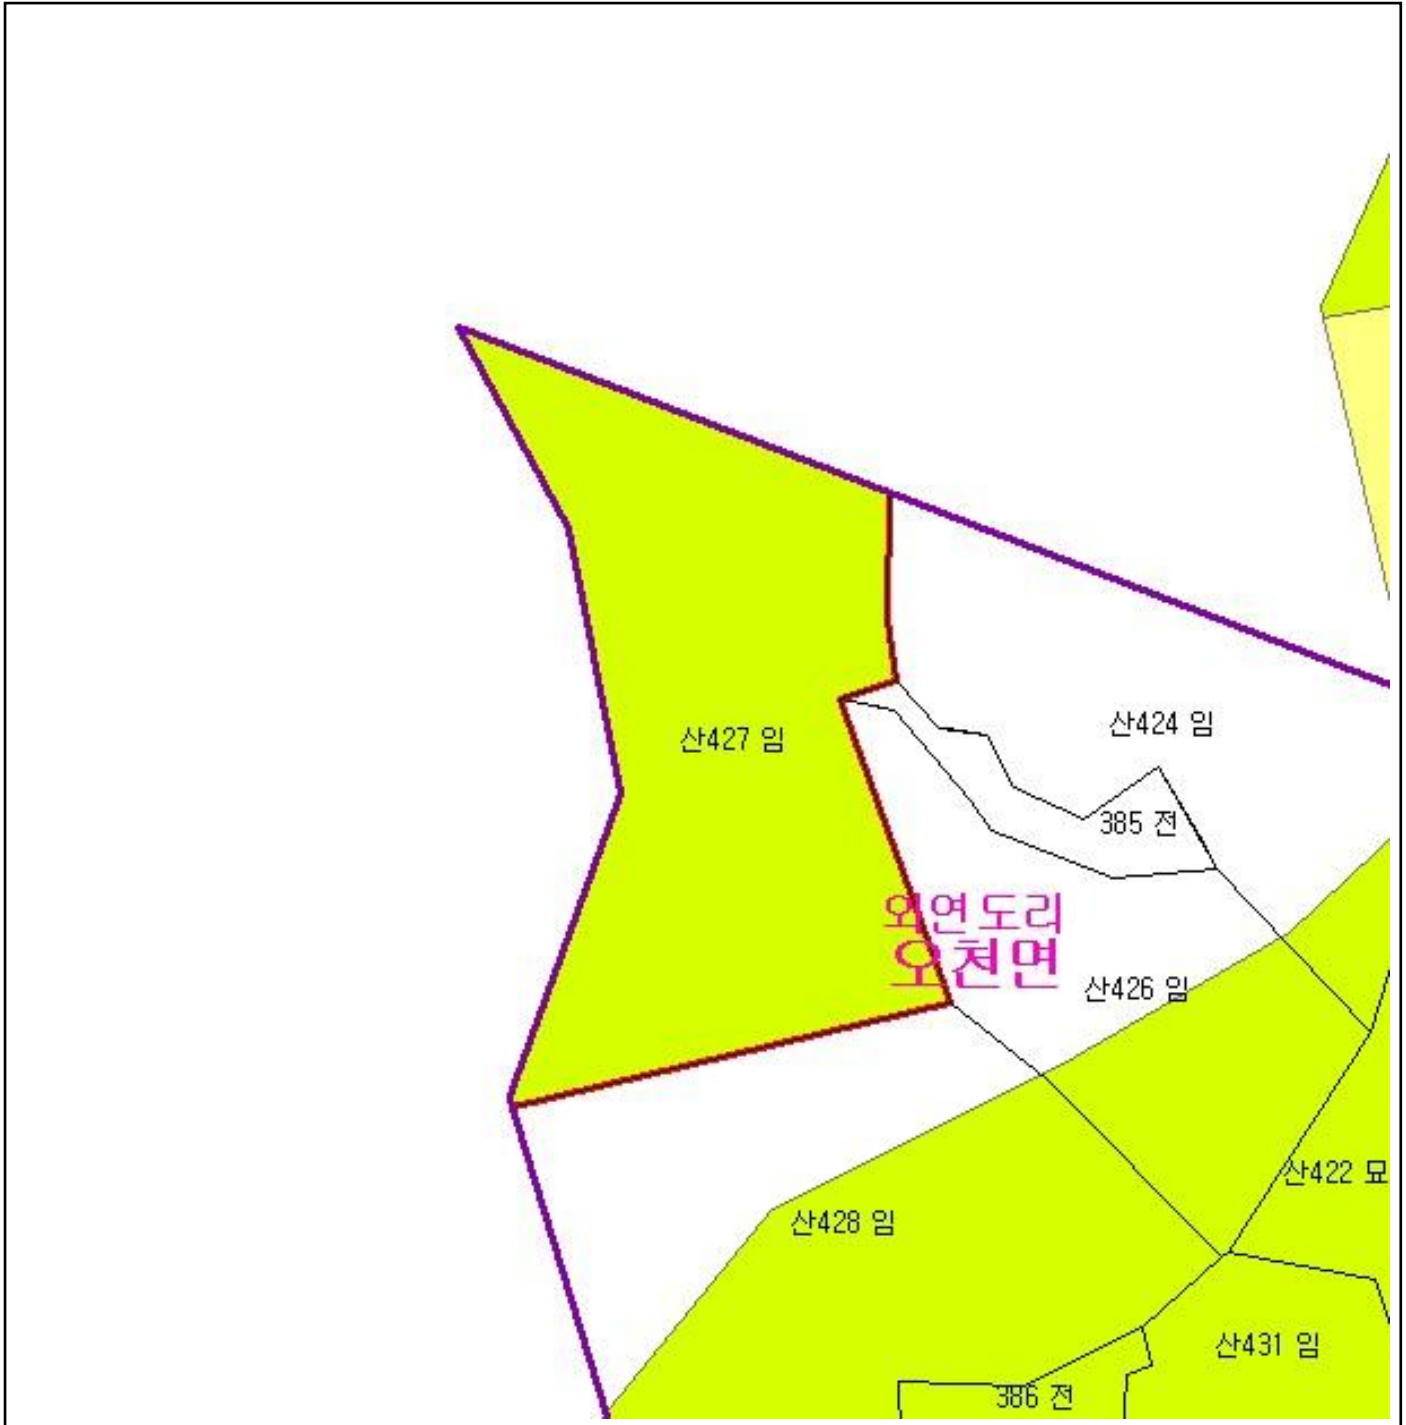 산424 임
산427 임
385 전
외연도리
오천면
산426 임
산422 묘
산428 임
산431 임
386 전